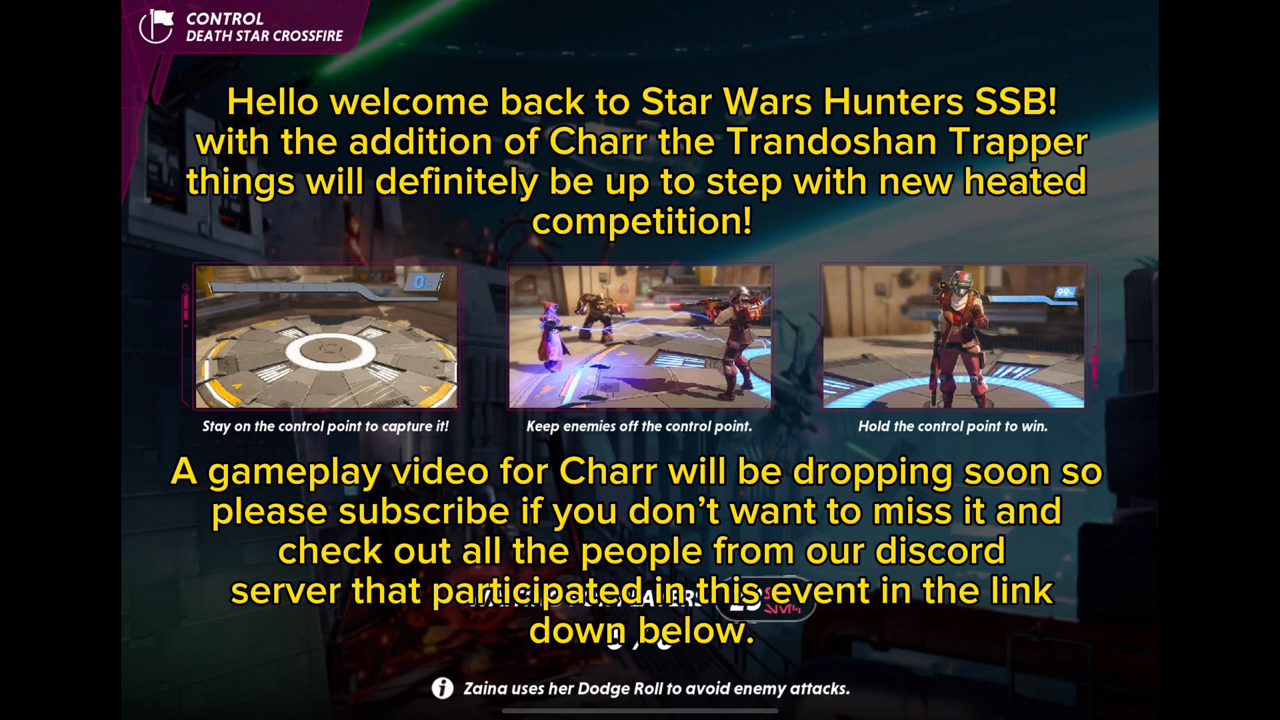 CONTROL
DEATH STAR CROSSFIRE
Hello welcome back to Star Wars Hunters SSB!
with the addition of Charr the Trandoshan Trapper
things will definitely be up to step with new heated
competition!
0%
99%
Stay on the control point to capture it!
Keep enemies off the control point.
Hold the control point to win.
A gameplay video for Charr will be dropping soon so
please subscribe if you don’t want to miss it and
check out all the people from our discord
server that participated in this event in the link
down below.
Zaina uses her Dodge Roll to avoid enemy attacks.